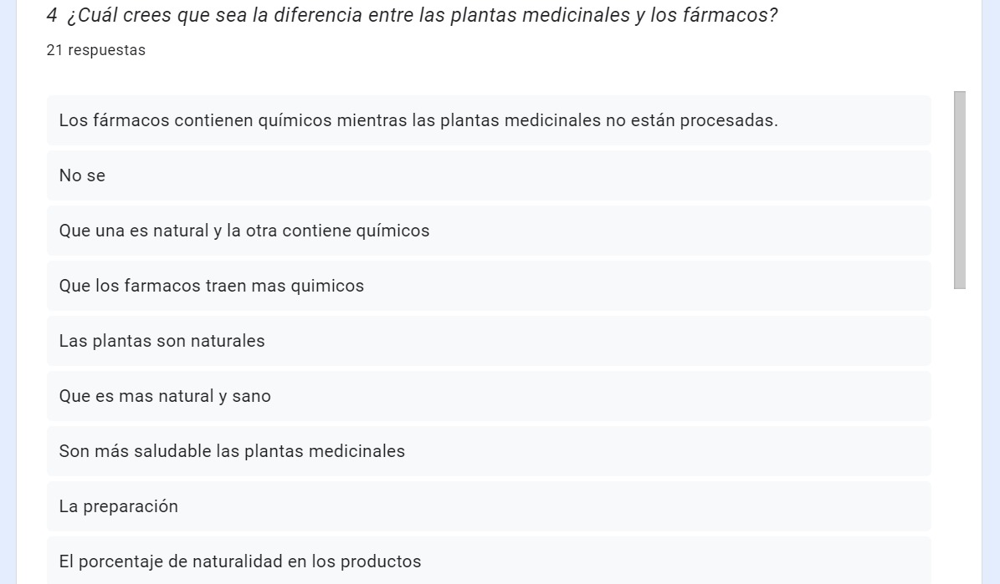 4 ¿Cuál crees que sea la diferencia entre las plantas medicinales y los fármacos?
21 respuestas
Los fármacos contienen químicos mientras las plantas medicinales no están procesadas.
No se
Que una es natural y la otra contiene químicos
Que los farmacos traen mas quimicos
Las plantas son naturales
Que es mas natural y sano
Son más saludable las plantas medicinales
La preparación
El porcentaje de naturalidad en los productos